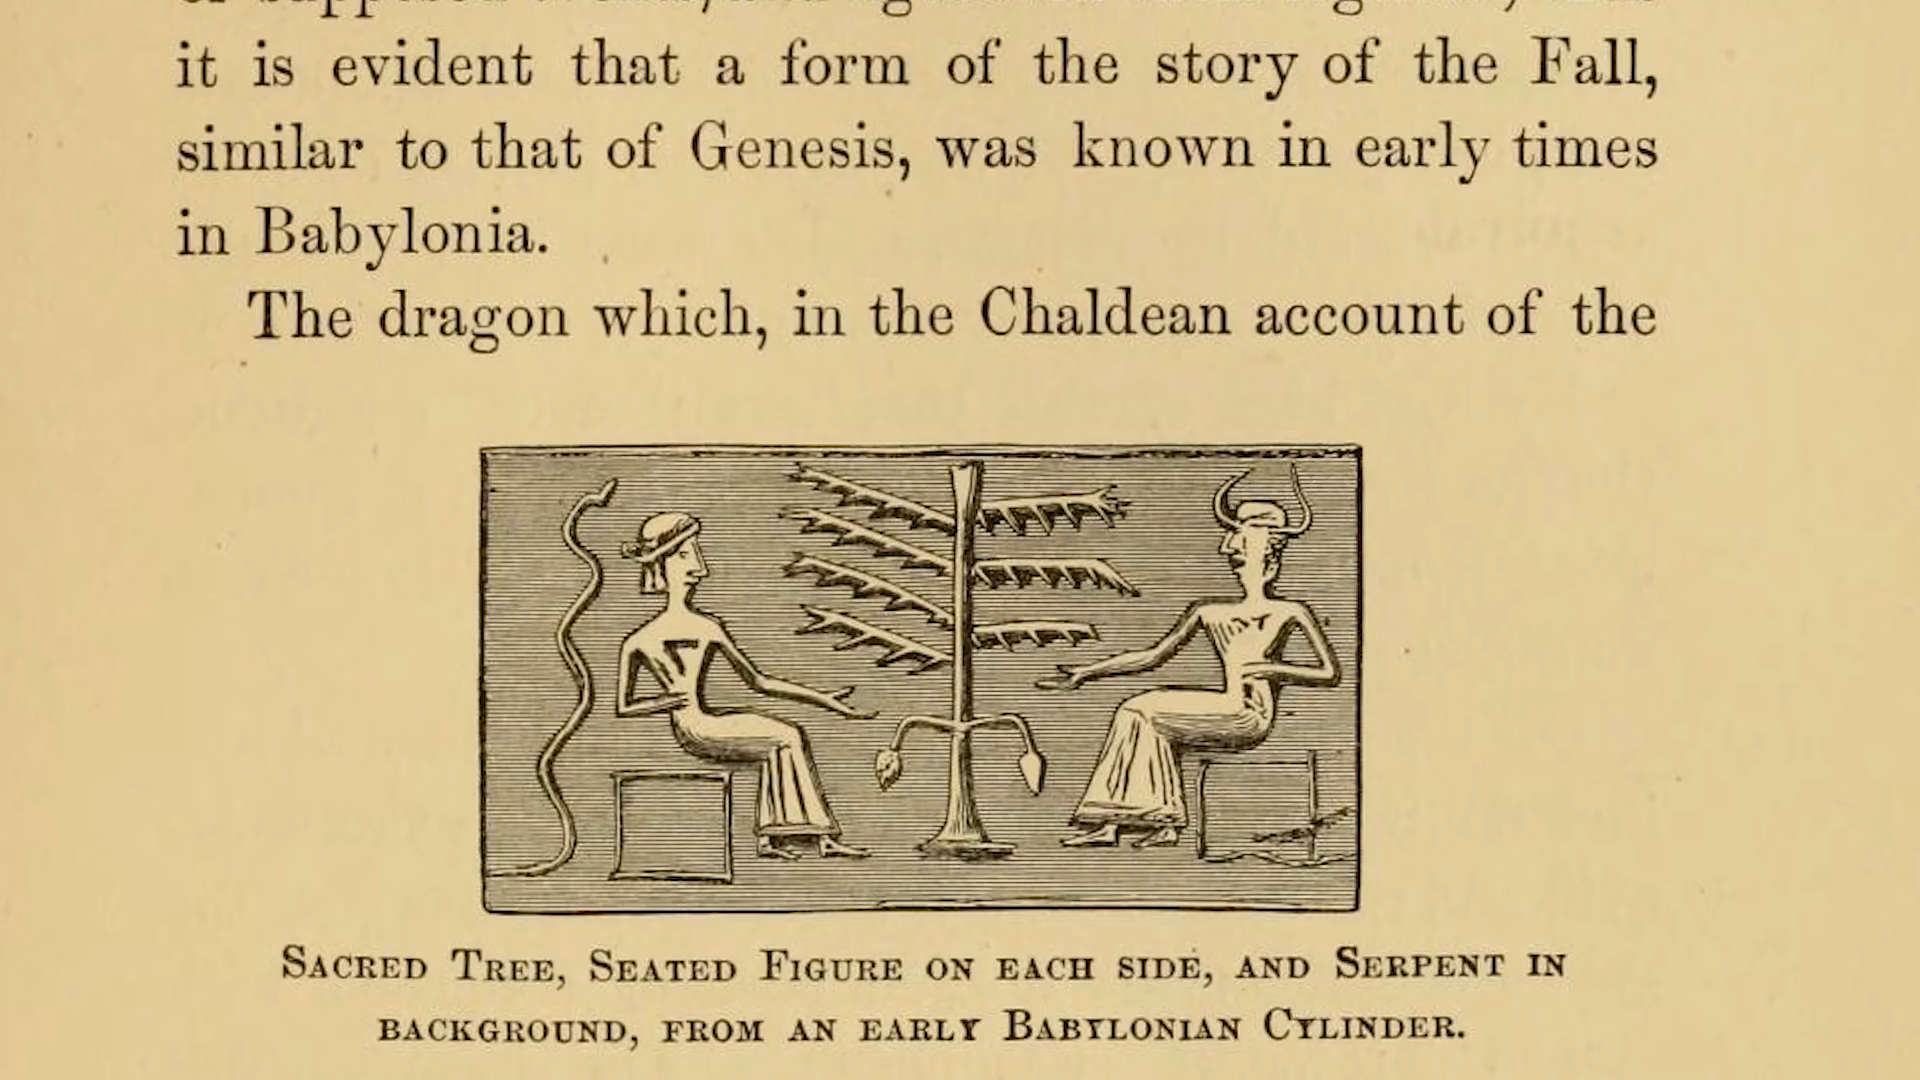 it is evident that a form of the story of the Fall,
similar to that of Genesis, was known in early times
in Babylonia.
The dragon which, in the Chaldean account of the
Sacred Tree, Seated Figure on each side, and Serpent in
background, from an early Babylonian Cylinder.